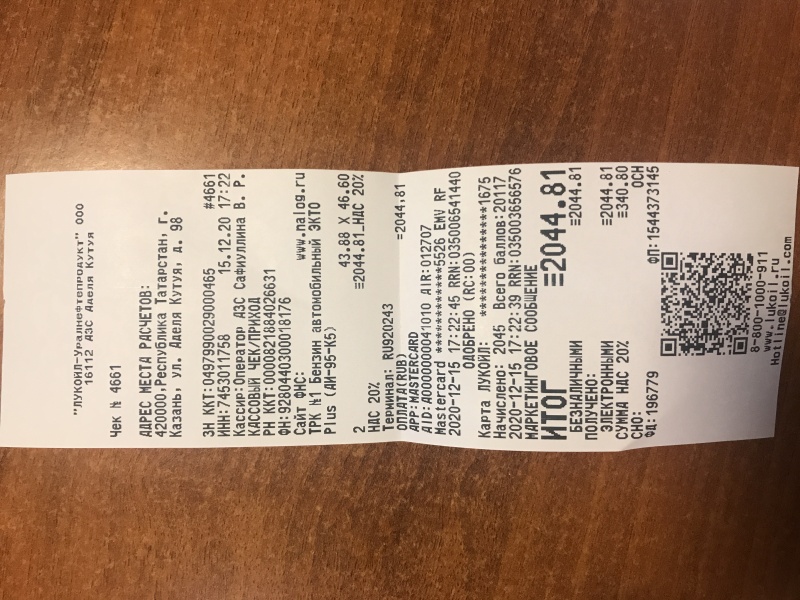 "ЛУКОЙЛ-Уралнефтепродукт" ООО
16112 АЗС Аделя Кутуя
Чек № 4661
АДРЕС МЕСТА РАСЧЕТОВ:
420000,Республика Татарстан, г.
Казань, ул. Аделя Кутуя, д. 98
#4661
ЗН ККТ:04979900290000465
15.12.20 17:22
ИНН:7453011758
Кассир:Оператор АЗС Сафиуллина В. Р.
КАССОВЫЙ ЧЕК/ПРИХОД
РН ККТ:0000821684026631
ФН:9280440300018176
Сайт ФНС: www.nalog.ru
ТРК №1 Бензин автомобильный ЭКТО
Plus (АИ-95-К5)
43.88 X 46.60
2 ≡2044.81_НДС 20%
НДС 20%
Терминал: RU920243
ОПЛАТА(RUB) =2044,81
APP:MASTERCARD
AID:A0000000041010 AIR:012707
Mastercard ************5526 EMV RF
2020-12-15 17:22:45 RRN:035006541440
ОДОБРЕНО (RC:00)
Карта ЛУКОЙЛ: ***************1675
Начислено: 2045 Всего баллов:20117
2020-12-15 17:22:39 RRN:035003656576
МАРКЕТИНГОВОЕ СООБЩЕНИЕ
ИТОГ ≡2044.81
БЕЗНАЛИЧНЫМИ ≡2044.81
ПОЛУЧЕНО:
ЭЛЕКТРОННЫМИ ≡2044.81
СУММА НДС 20% ≡340.80
СНО: ОСН
ФД:196779 ФП:1544373145
8-800-1000-911
www.lukoil.ru
Hotline@lukoil.com